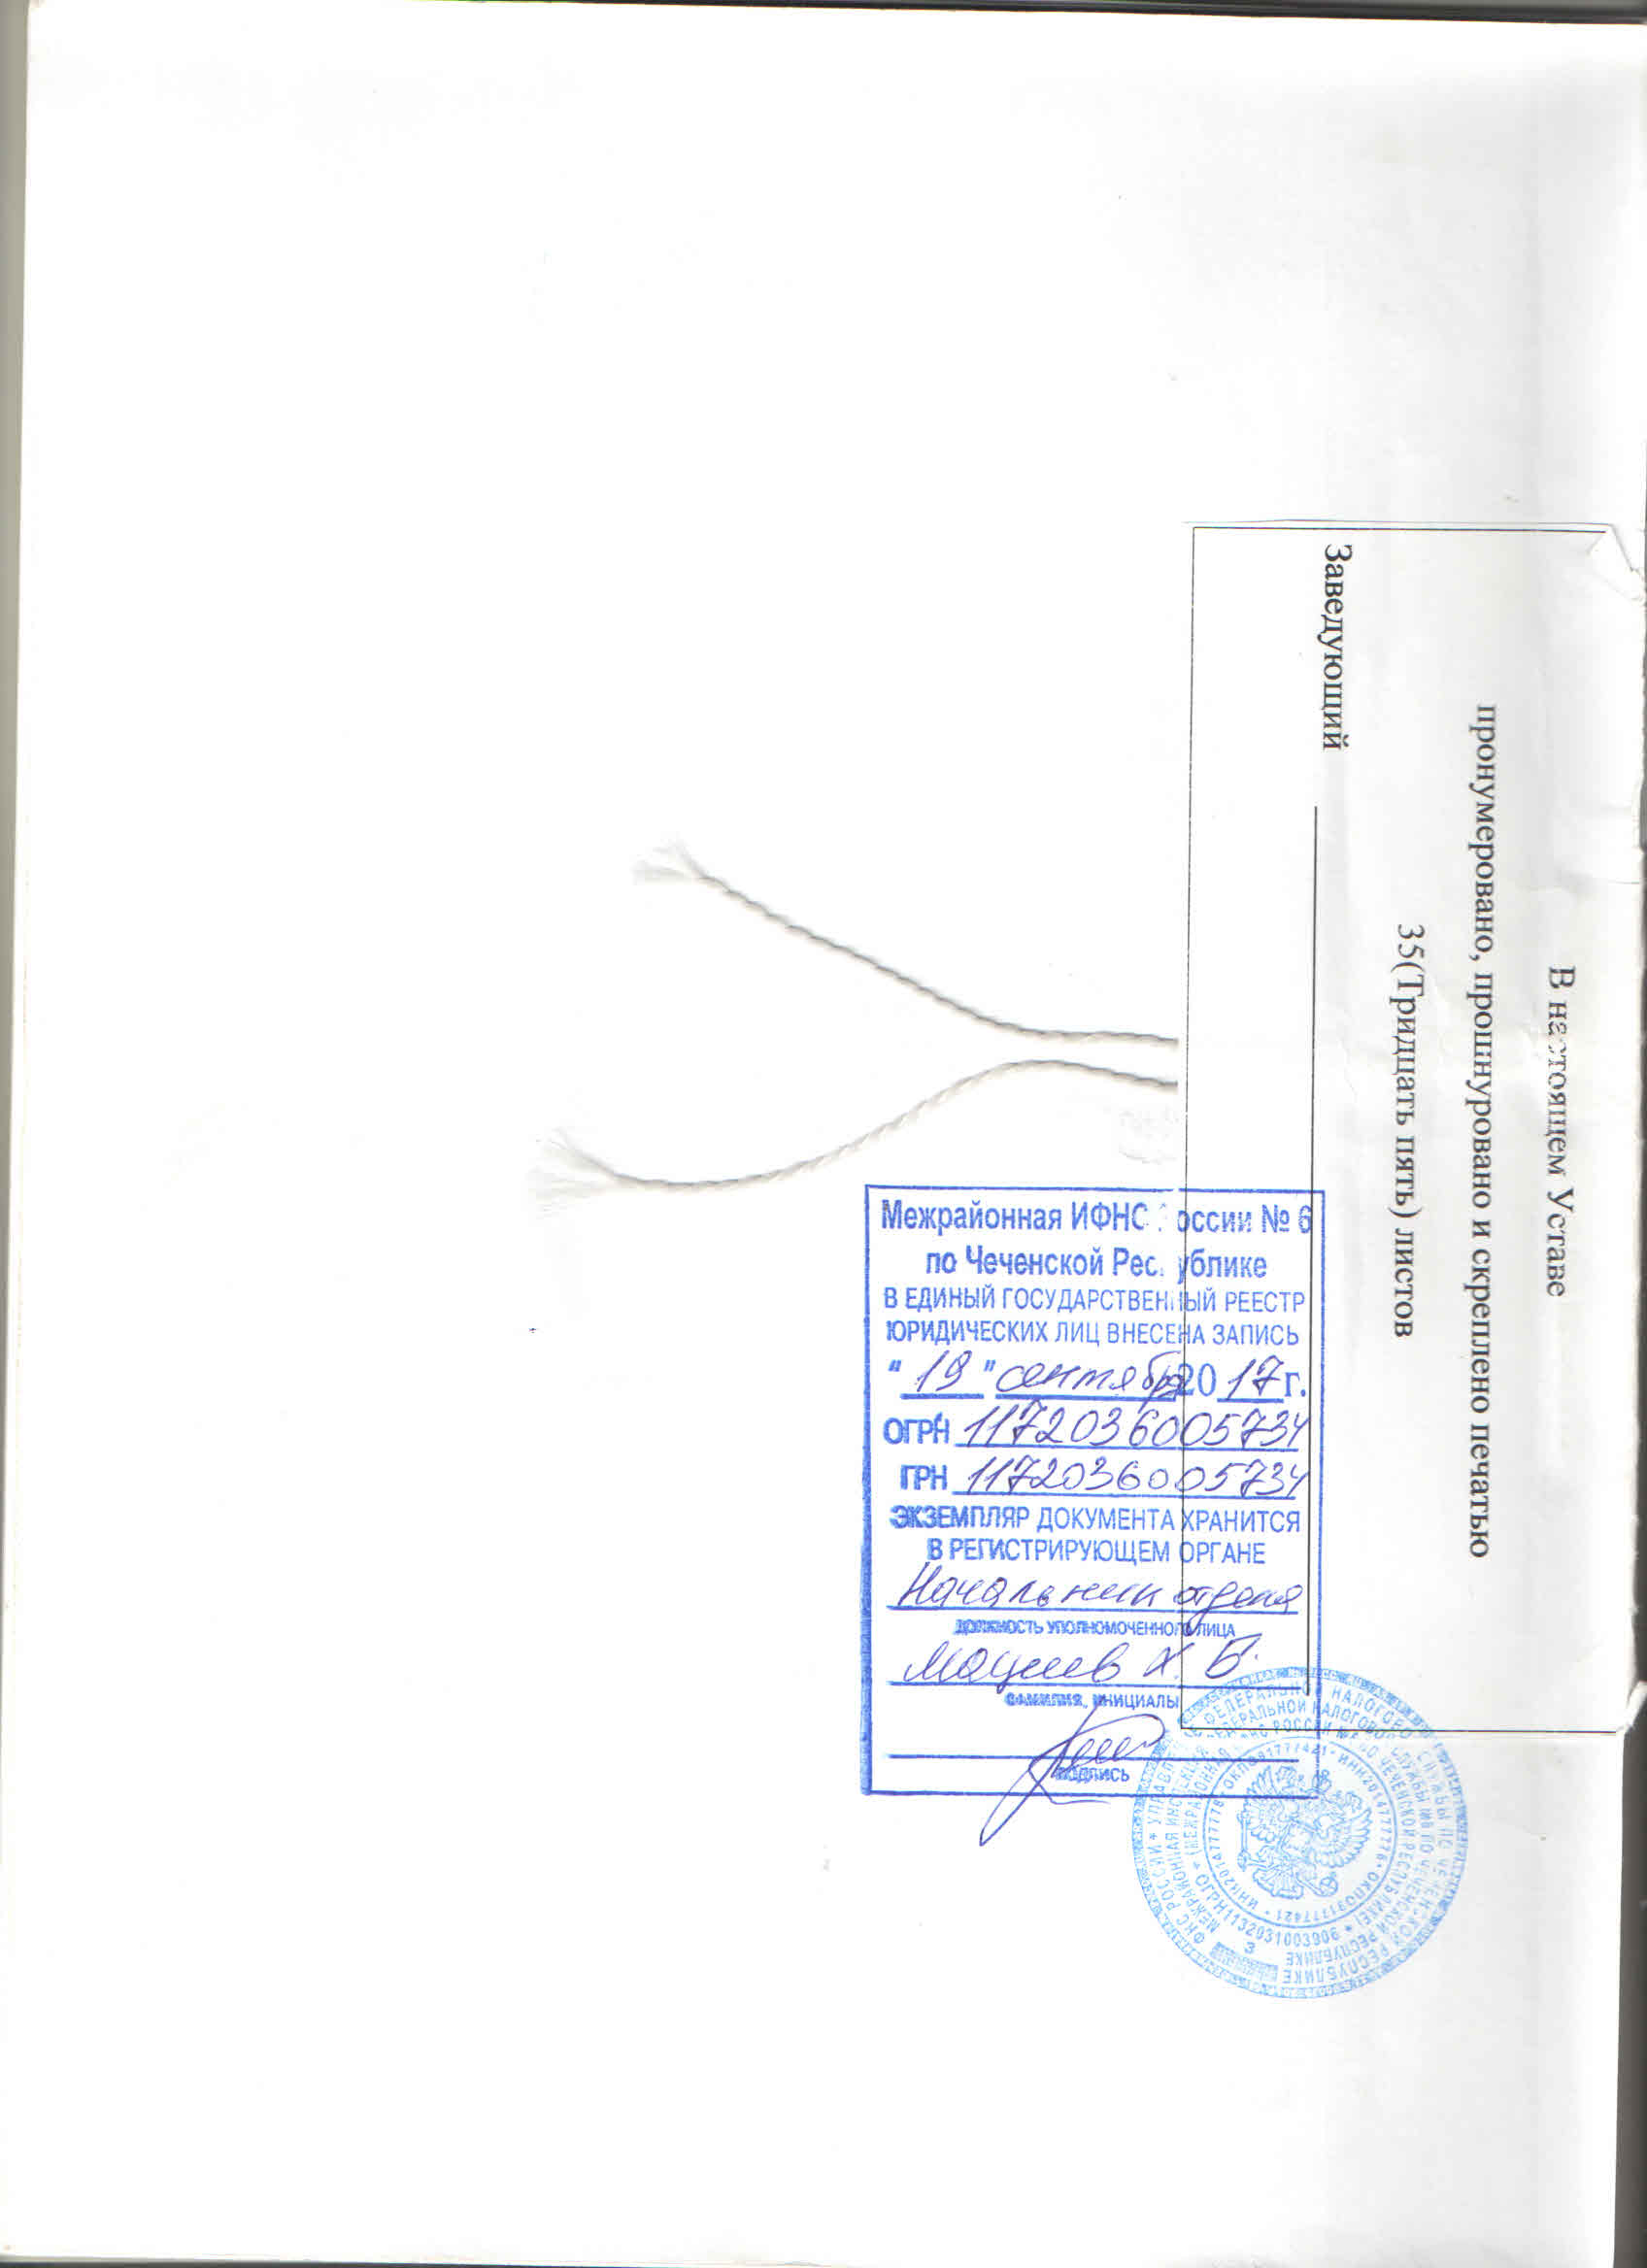 В настоящем Уставе
пронумеровано, прошнуровано и скреплено печатью
35(Тридцать пять) листов
Заведующий
Межрайонная ИФНС России № 6
по Чеченской Республике
В ЕДИНЫЙ ГОСУДАРСТВЕННЫЙ РЕЕСТР
ЮРИДИЧЕСКИХ ЛИЦ ВНЕСЕНА ЗАПИСЬ
"19" сентября 2017г.
ОГРН 1172036005734
ГРН 1172036005734
ЭКЗЕМПЛЯР ДОКУМЕНТА ХРАНИТСЯ
В РЕГИСТРИРУЮЩЕМ ОРГАНЕ
Начальник отдела
ДОЛЖНОСТЬ УПОЛНОМОЧЕННОГО ЛИЦА
Х. Б.
ФАМИЛИЯ, ИНИЦИАЛЫ
ПОДПИСЬ